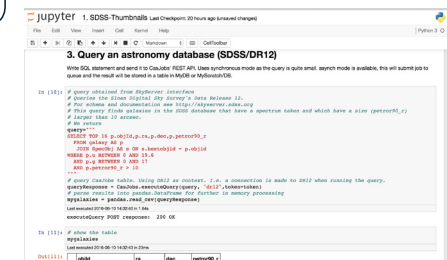 jupyter 1. SDSS-Thumbnails Last Checkpoint: 20 hours ago (unsaved changes)
File Edit View Insert Cell Kernel Help Python 3
Markdown CellToolbar
3. Query an astronomy database (SDSS/DR12)
Write SQL statement and send it to CasJobs' REST API. Uses synchronous mode as the query is quite small. asynch mode is available, this will submit job to
queue and the result will be stored in a table in MyDB or MyScratch/DB.
In [10]: # query obtained from SkyServer interface
# Queries the Sloan Digital Sky Survey's Data Release 12.
# For schema and documentation see http://skyserver.sdss.org
# This query finds galaxies in the SDSS database that have a spectrum taken and which have a size (petror90_r)
# larger than 10 arcsec.
# We return
query="""
SELECT TOP 16 p.objId,p.ra,p.dec,p.petror90_r
FROM galaxy AS p
JOIN SpecObj AS s ON s.bestobjid = p.objid
WHERE p.u BETWEEN 0 AND 19.6
AND p.g BETWEEN 0 AND 17
AND p.petror90_r > 10
"""
# query CasJobs table. Using DR12 as context. I.e. a connection is made to DR12 when running the query.
queryResponse = CasJobs.executeQuery(query, "dr12",token=token)
# parse results into pandas.DataFrame for further in memory processing
mygalaxies = pandas.read_csv(queryResponse)
Last executed 2016-06-13 14:32:43 in 1.64s
executeQuery POST response: 200 OK
In [11]: # show the table
mygalaxies
Last executed 2016-06-13 14:32:43 in 23ms
Out[11]: objid ra dec petror90_r